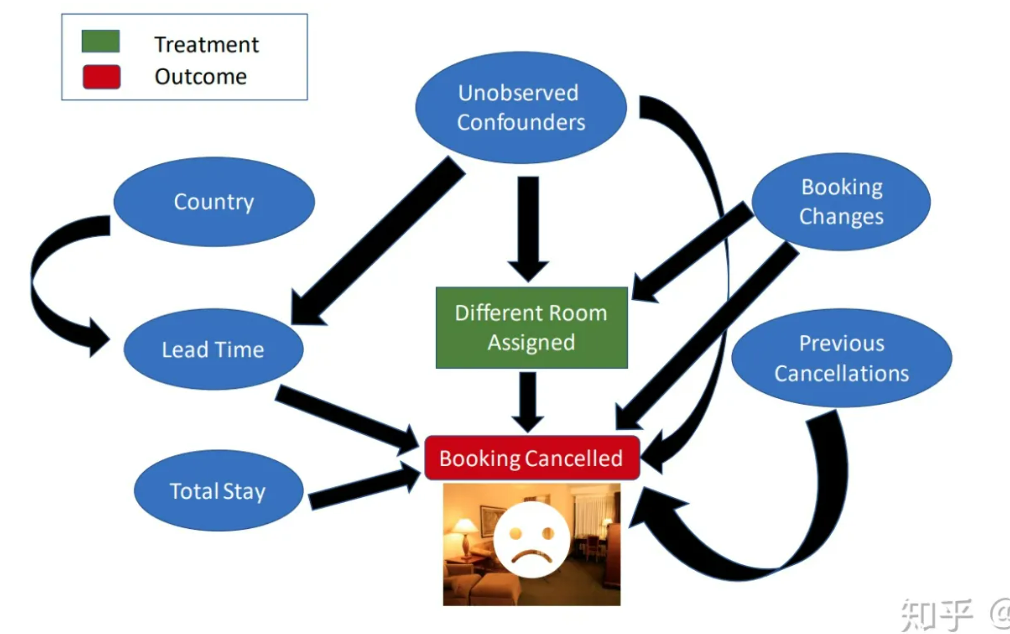 Treatment
Outcome
Unobserved
Confounders
Country
Booking
Changes
Different Room
Assigned
Lead Time
Previous
Cancellations
Booking Cancelled
Total Stay
知乎 @